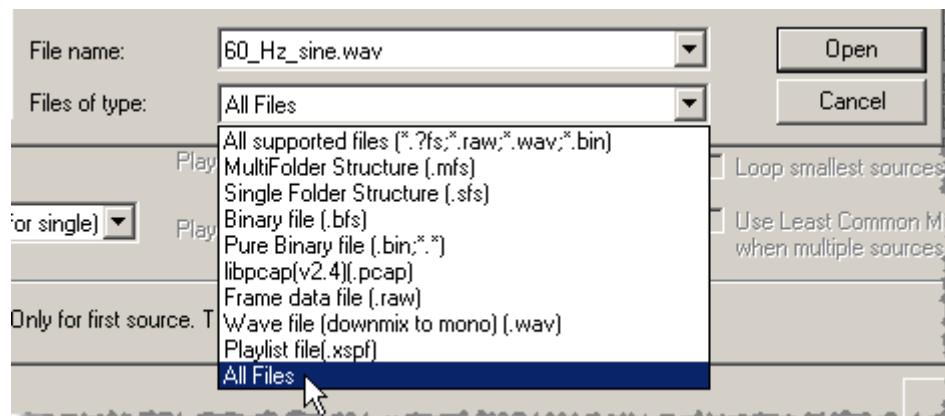 File name:
60_Hz_sine.wav
Open
Files of type:
All Files
Cancel
All supported files (*.?fs;*.raw;*.wav;*.bin)
MultiFolder Structure (.mfs)
Single Folder Structure (.sfs)
Binary file (.bfs)
Pure Binary file (.bin;*.*)
libpcap(v2.4)(.pcap)
Frame data file (.raw)
Wave file (downmix to mono) (.wav)
Playlist file(.xspf)
All Files
Play
Loop smallest sources
for single)
Play
Use Least Common M
when multiple sources
Only for first source. T